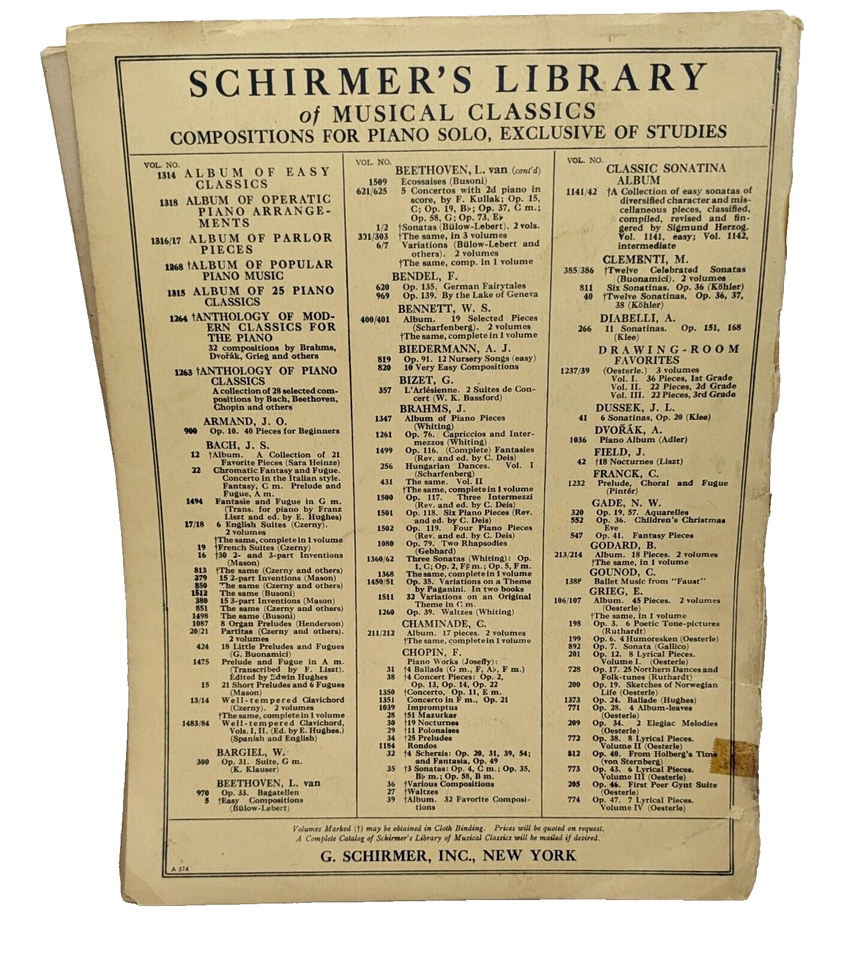 SCHIRMER'S LIBRARY
of MUSICAL CLASSICS
COMPOSITIONS FOR PIANO SOLO, EXCLUSIVE OF STUDIES
VOL. NO.
1314 ALBUM OF EASY
CLASSICS
1318 ALBUM OF OPERATIC
PIANO ARRANGE-
MENTS
1316/17 ALBUM OF PARLOR
PIECES
1268 †ALBUM OF POPULAR
PIANO MUSIC
1315 ALBUM OF 25 PIANO
CLASSICS
1264 †ANTHOLOGY OF MOD-
ERN CLASSICS FOR
THE PIANO
32 compositions by Brahms,
Dvořák, Grieg and others
1263 †ANTHOLOGY OF PIANO
CLASSICS
A collection of 28 selected com-
positions by Bach, Beethoven,
Chopin and others
ARMAND, J. O.
900 Op. 10. 40 Pieces for Beginners
BACH, J. S.
12 †Album. A Collection of 21
Favorite Pieces (Sara Heinze)
22 Chromatic Fantasy and Fugue.
Concerto in the Italian style.
Fantasy, C m. Prelude and
Fugue, A m.
1494 Fantasie and Fugue in G m.
(Trans. for piano by Franz
Liszt and ed. by E. Hughes)
17/18 6 English Suites (Czerny).
2 volumes
†The same, complete in 1 volume
19 †French Suites (Czerny)
16 †30 2- and 3-part Inventions
(Mason)
813 †The same (Czerny and others)
379 15 2-part Inventions (Mason)
850 The same (Czerny and others)
1512 The same (Busoni)
380 15 3-part Inventions (Mason)
851 The same (Czerny and others)
1498 The same (Busoni)
1087 8 Organ Preludes (Henderson)
20/21 Partitas (Czerny and others).
2 volumes
424 18 Little Preludes and Fugues
(G. Buonamici)
1475 Prelude and Fugue in A m.
(Transcribed by F. Liszt).
Edited by Edwin Hughes
15 21 Short Preludes and 6 Fugues
(Mason)
13/14 Well-tempered Clavichord
(Czerny). 2 volumes
†The same, complete in 1 volume
1483/84 Well-tempered Clavichord,
Vols. I, II. (Ed. by E. Hughes.)
(Spanish and English)
BARGIEL, W.
300 Op. 31. Suite, G m.
(K. Klauser)
BEETHOVEN, L. van
970 Op. 33. Bagatellen
5 †Easy Compositions
(Bülow-Lebert)
VOL. NO.
BEETHOVEN, L. van (cont'd)
1509 Ecossaises (Busoni)
621/625 5 Concertos with 2d piano in
score, by F. Kullak; Op. 15,
C; Op. 19, B♭; Op. 37, C m.;
Op. 58, G; Op. 73, E♭
1/2 †Sonatas (Bülow-Lebert). 2 vols.
331/303 †The same, in 3 volumes
6/7 Variations (Bülow-Lebert and
others). 2 volumes
†The same, comp. in 1 volume
BENDEL, F.
620 Op. 135. German Fairytales
969 Op. 139. By the Lake of Geneva
BENNETT, W. S.
400/401 Album. 19 Selected Pieces
(Scharfenberg). 2 volumes
†The same, complete in 1 volume
BIEDERMANN, A. J.
819 Op. 91. 12 Nursery Songs (easy)
820 10 Very Easy Compositions
BIZET, G.
357 L'Arlésienne. 2 Suites de Con-
cert (W. K. Bassford)
BRAHMS, J.
1347 Album of Piano Pieces
(Whiting)
1261 Op. 76. Capriccios and Inter-
mezzos (Whiting)
1499 Op. 116. (Complete) Fantasies
(Rev. and ed. by C. Deis)
256 Hungarian Dances. Vol. I
(Scharfenberg)
431 The same. Vol. II
†The same, complete in 1 volume
1500 Op. 117. Three Intermezzi
(Rev. and ed. by C. Deis)
1501 Op. 118. Six Piano Pieces (Rev.
and ed. by C. Deis)
1502 Op. 119. Four Piano Pieces
(Rev. and ed. by C. Deis)
1080 Op. 79. Two Rhapsodies
(Gebhard)
1360/62 Three Sonatas (Whiting): Op.
1, C; Op. 2, F♯ m.; Op. 5, F m.
1368 The same, complete in 1 volume
1450/51 Op. 35. Variations on a Theme
by Paganini. In two books
1511 32 Variations on an Original
Theme in C m.
1260 Op. 39. Waltzes (Whiting)
CHAMINADE, C.
211/212 Album. 17 pieces. 2 volumes
†The same, complete in 1 volume
CHOPIN, F.
Piano Works (Joseffy):
31 †4 Ballads (G m., F, A♭, F m.)
38 †4 Concert Pieces: Op. 2,
Op. 13, Op. 14, Op. 22
1350 †Concerto, Op. 11, E m.
1351 Concerto in F m., Op. 21
1039 Impromptus
28 †51 Mazurkas
30 †19 Nocturnes
29 †11 Polonaises
34 †25 Preludes
1184 Rondos
32 †4 Scherzi: Op. 20, 31, 39, 54;
and Fantasia, Op. 49
35 †3 Sonatas: Op. 4, C m.; Op. 35,
B♭ m.; Op. 58, B m.
36 †Various Compositions
27 †Waltzes
39 †Album. 32 Favorite Composi-
tions
VOL. NO.
CLASSIC SONATINA
ALBUM
1141/42 †A Collection of easy sonatas of
diversified character and mis-
cellaneous pieces, classified,
compiled, revised and fin-
gered by Sigmund Herzog.
Vol. 1141, easy; Vol. 1142,
intermediate
CLEMENTI, M.
385/386 †Twelve Celebrated Sonatas
(Buonamici). 2 volumes
811 Six Sonatinas, Op. 36 (Köhler)
40 †Twelve Sonatinas, Op. 36, 37,
38 (Köhler)
DIABELLI, A.
266 11 Sonatinas. Op. 151, 168
(Klee)
DRAWING-ROOM
FAVORITES
1237/39 (Oesterle.) 3 volumes
Vol. I. 36 Pieces, 1st Grade
Vol. II. 22 Pieces, 2d Grade
Vol. III. 22 Pieces, 3rd Grade
DUSSEK, J. L.
41 6 Sonatinas, Op. 20 (Klee)
DVOŘÁK, A.
1036 Piano Album (Adler)
FIELD, J.
42 †18 Nocturnes (Liszt)
FRANCK, C.
1232 Prelude, Choral and Fugue
(Pintér)
GADE, N. W.
320 Op. 19, 57. Aquarelles
552 Op. 36. Children's Christmas
Eve
547 Op. 41. Fantasy Pieces
GODARD, B.
213/214 Album. 18 Pieces. 2 volumes
†The same, in 1 volume
GOUNOD, C.
Ballet Music from "Faust"
GRIEG, E.
106/107 Album. 45 Pieces. 2 volumes
(Oesterle)
†The same, in 1 volume
198 Op. 3. 6 Poetic Tone-pictures
(Ruthardt)
199 Op. 6. 4 Humoresken (Oesterle)
892 Op. 7. Sonata (Gallico)
201 Op. 12. 8 Lyrical Pieces.
Volume I. (Oesterle)
728 Op. 17. 25 Northern Dances and
Folk-tunes (Ruthardt)
200 Op. 19. Sketches of Norwegian
Life (Oesterle)
1373 Op. 24. Ballade (Hughes)
771 Op. 28. 4 Album-leaves
(Oesterle)
209 Op. 34. 2 Elegiac Melodies
(Oesterle)
772 Op. 38. 8 Lyrical Pieces.
Volume II (Oesterle)
812 Op. 40. From Holberg's Time
(von Sternberg)
773 Op. 43. 6 Lyrical Pieces.
Volume III (Oesterle)
205 Op. 46. First Peer Gynt Suite
(Oesterle)
774 Op. 47. 7 Lyrical Pieces.
Volume IV (Oesterle)
Volumes Marked (†) may be obtained in Cloth Binding. Prices will be quoted on request.
A Complete Catalog of Schirmer's Library of Musical Classics will be mailed if desired.
G. SCHIRMER, INC., NEW YORK
A 574